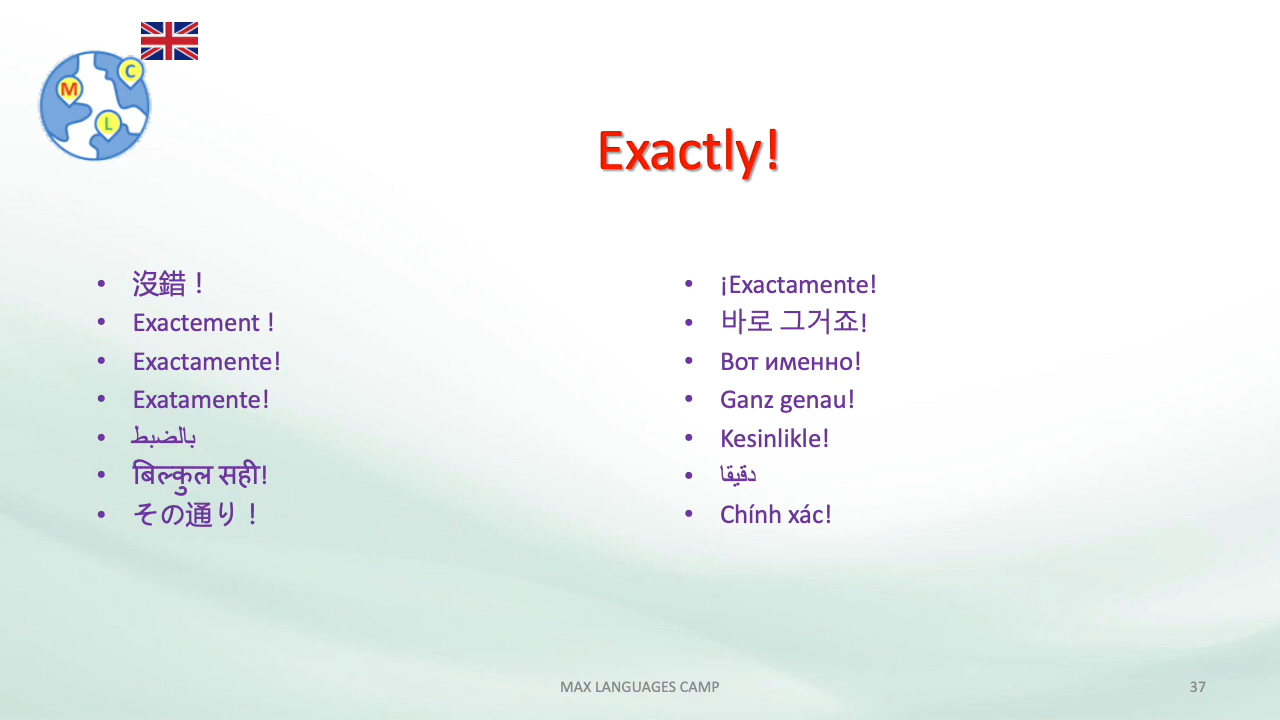 C
M
L
Exactly!
• 沒錯！
• Exactement !
• Exactamente!
• Exatamente!
• بالضبط
• बिल्कुल सही!
• その通り！
• ¡Exactamente!
• 바로 그거죠!
• Вот именно!
• Ganz genau!
• Kesinlikle!
• دقیقا
• Chính xác!
MAX LANGUAGES CAMP
37